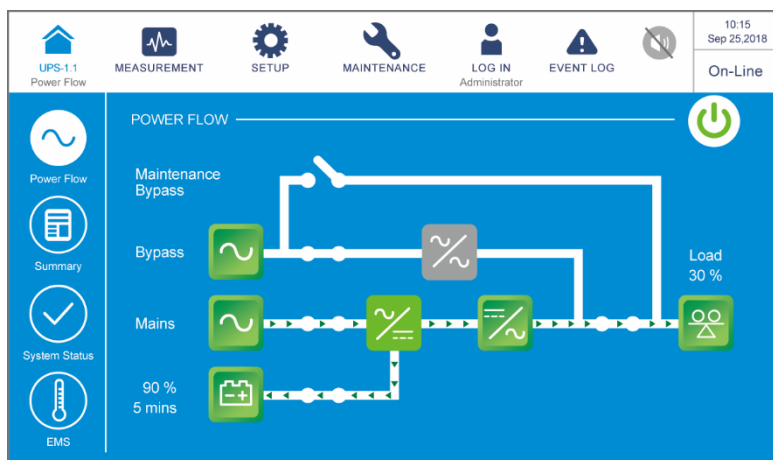 UPS-1.1
Power Flow
MEASUREMENT
SETUP
MAINTENANCE
LOG IN
Administrator
EVENT LOG
10:15
Sep 25,2018
On-Line
Power Flow
Summary
System Status
EMS
POWER FLOW
Maintenance
Bypass
Bypass
Load
30 %
Mains
90 %
5 mins